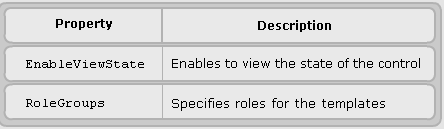 Property Description
EnableViewState Enables to view the state of the control
RoleGroups Specifies roles for the templates